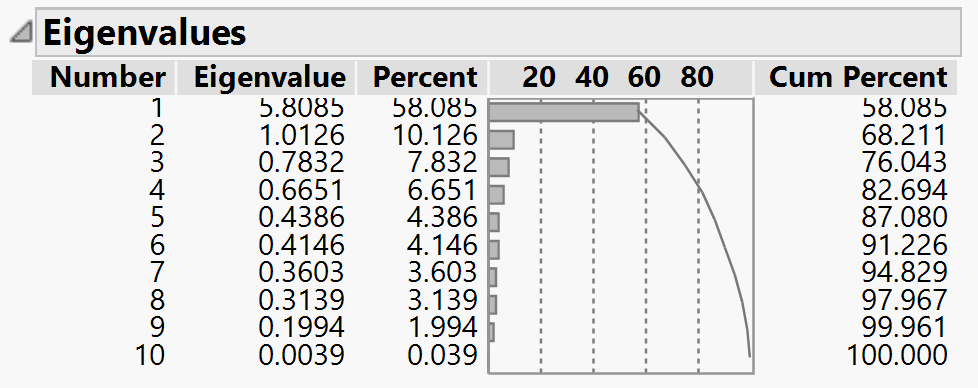 Eigenvalues
Number Eigenvalue Percent 20 40 60 80 Cum Percent
1 5.8085 58.085 58.085
2 1.0126 10.126 68.211
3 0.7832 7.832 76.043
4 0.6651 6.651 82.694
5 0.4386 4.386 87.080
6 0.4146 4.146 91.226
7 0.3603 3.603 94.829
8 0.3139 3.139 97.967
9 0.1994 1.994 99.961
10 0.0039 0.039 100.000